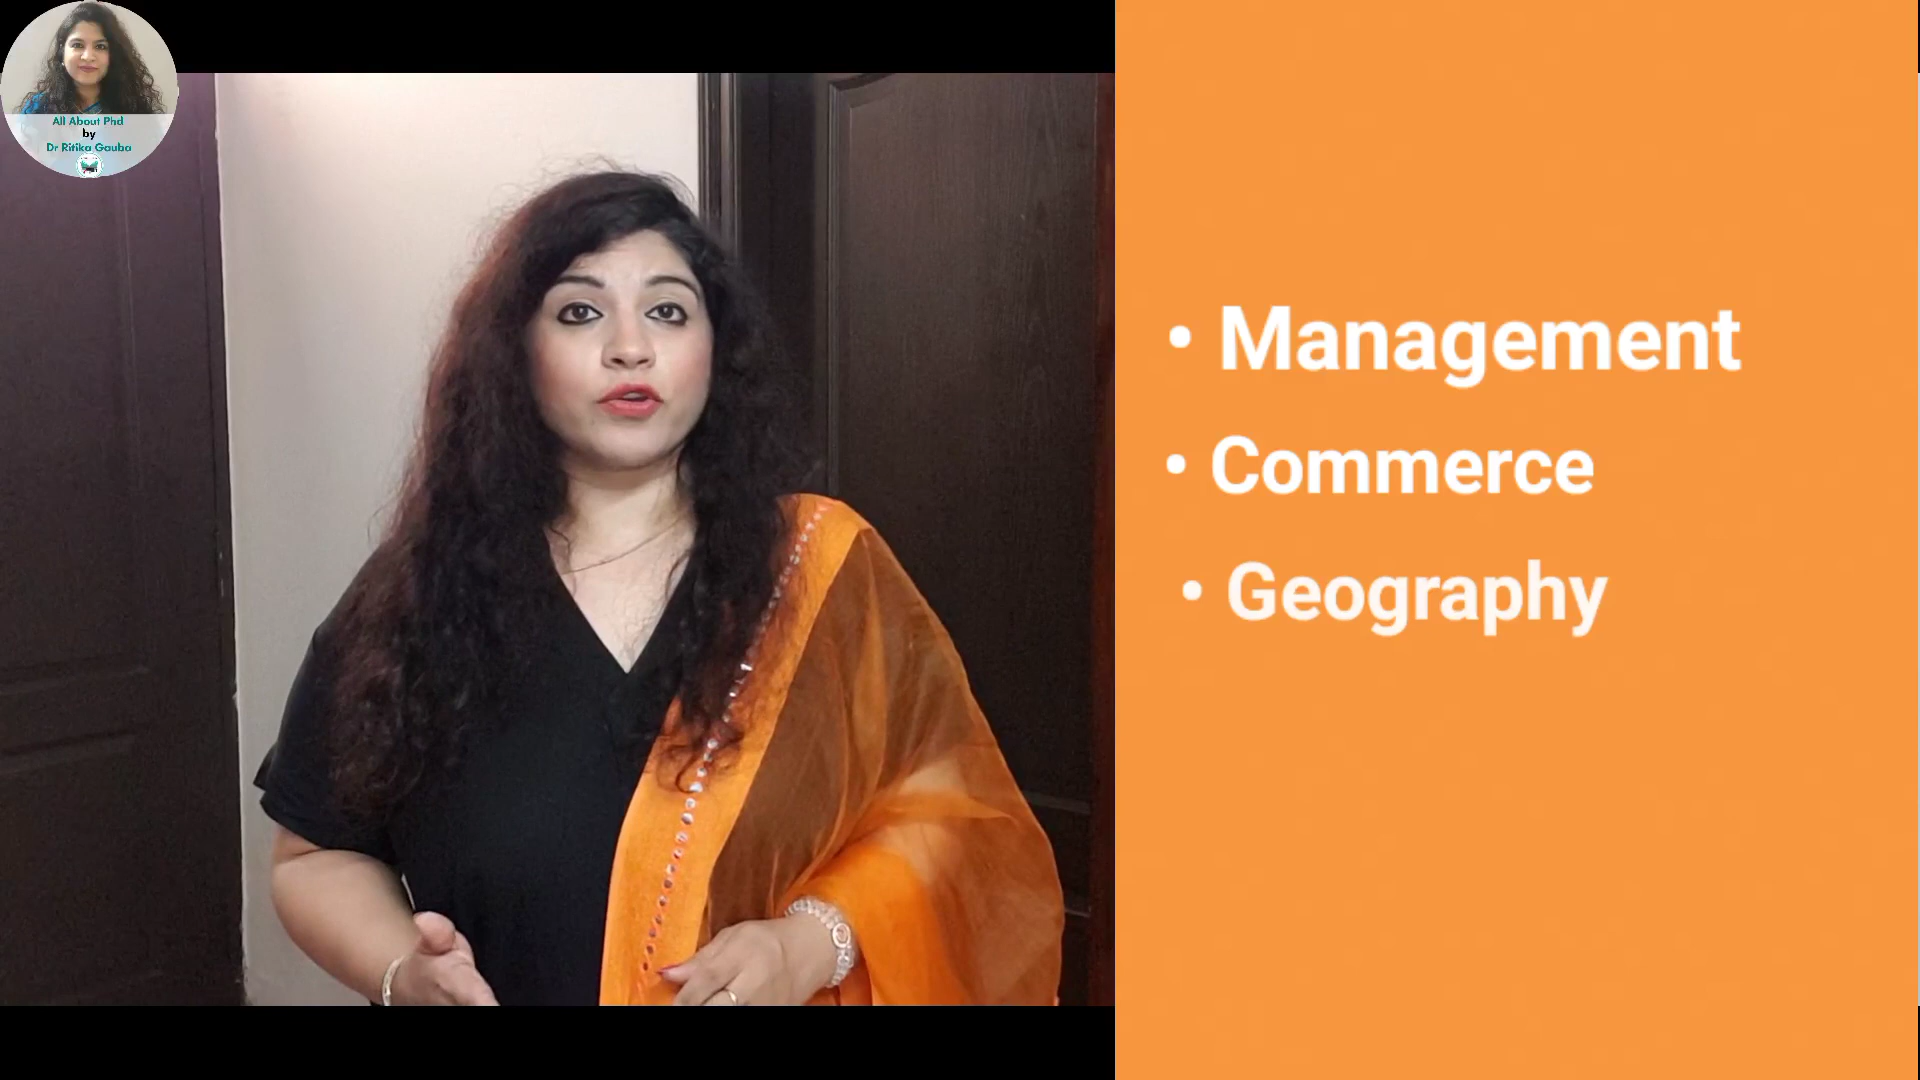 All About Phd
by
Dr Ritika Gauba
• Management
• Commerce
• Geography